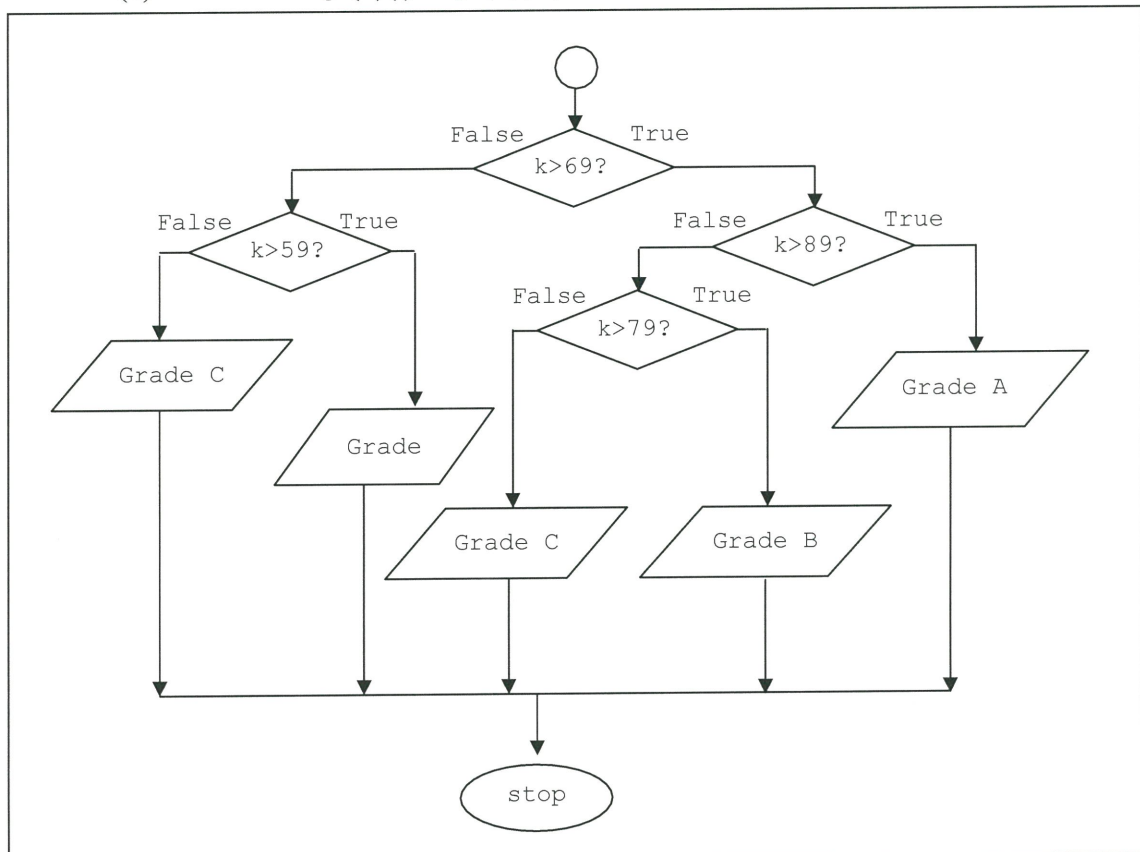 False True
k>69?
False True
k>59?
False True
k>89?
False True
k>79?
Grade C
Grade A
Grade
Grade C
Grade B
stop